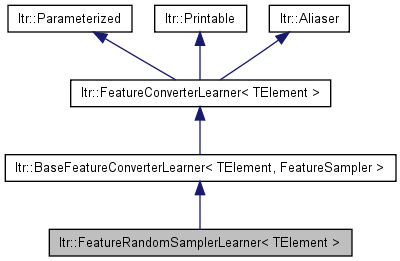 ltr::Parameterized ltr::Printable ltr::Aliaser
ltr::FeatureConverterLearner< TElement >
ltr::BaseFeatureConverterLearner< TElement, FeatureSampler >
ltr::FeatureRandomSamplerLearner< TElement >